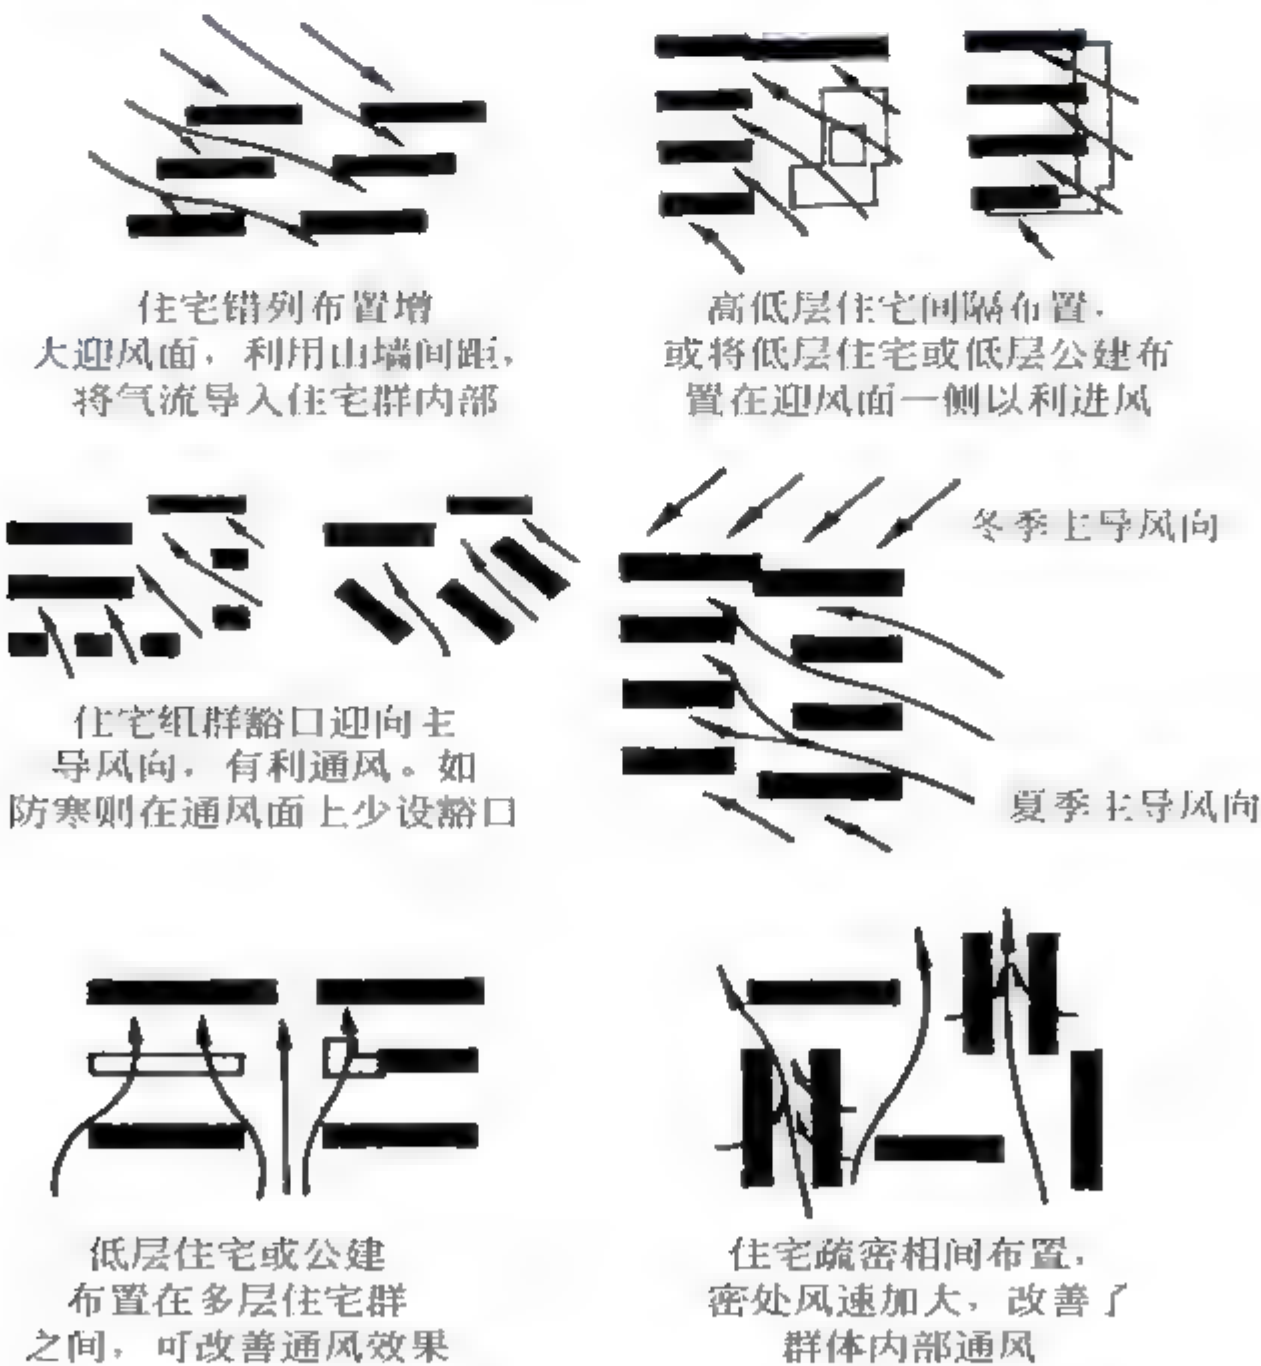 住宅错列布置增
大迎风面，利用山墙间距，
将气流导入住宅群内部
高低层住宅间隔布置，
或将低层住宅或低层公建布
置在迎风面一侧以利进风
住宅组群豁口迎向主
导风向，有利通风。如
防寒则在通风面上少设豁口
冬季主导风向
夏季主导风向
低层住宅或公建
布置在多层住宅群
之间，可改善通风效果
住宅疏密相间布置，
密处风速加大，改善了
群体内部通风